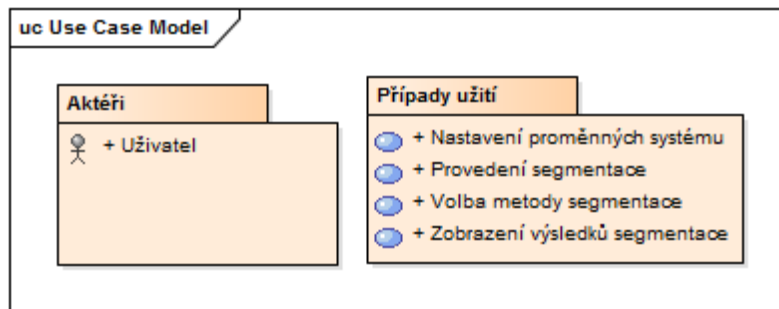 uc Use Case Model
Aktéři
+ Uživatel
Případy užití
+ Nastavení proměnných systému
+ Provedení segmentace
+ Volba metody segmentace
+ Zobrazení výsledků segmentace